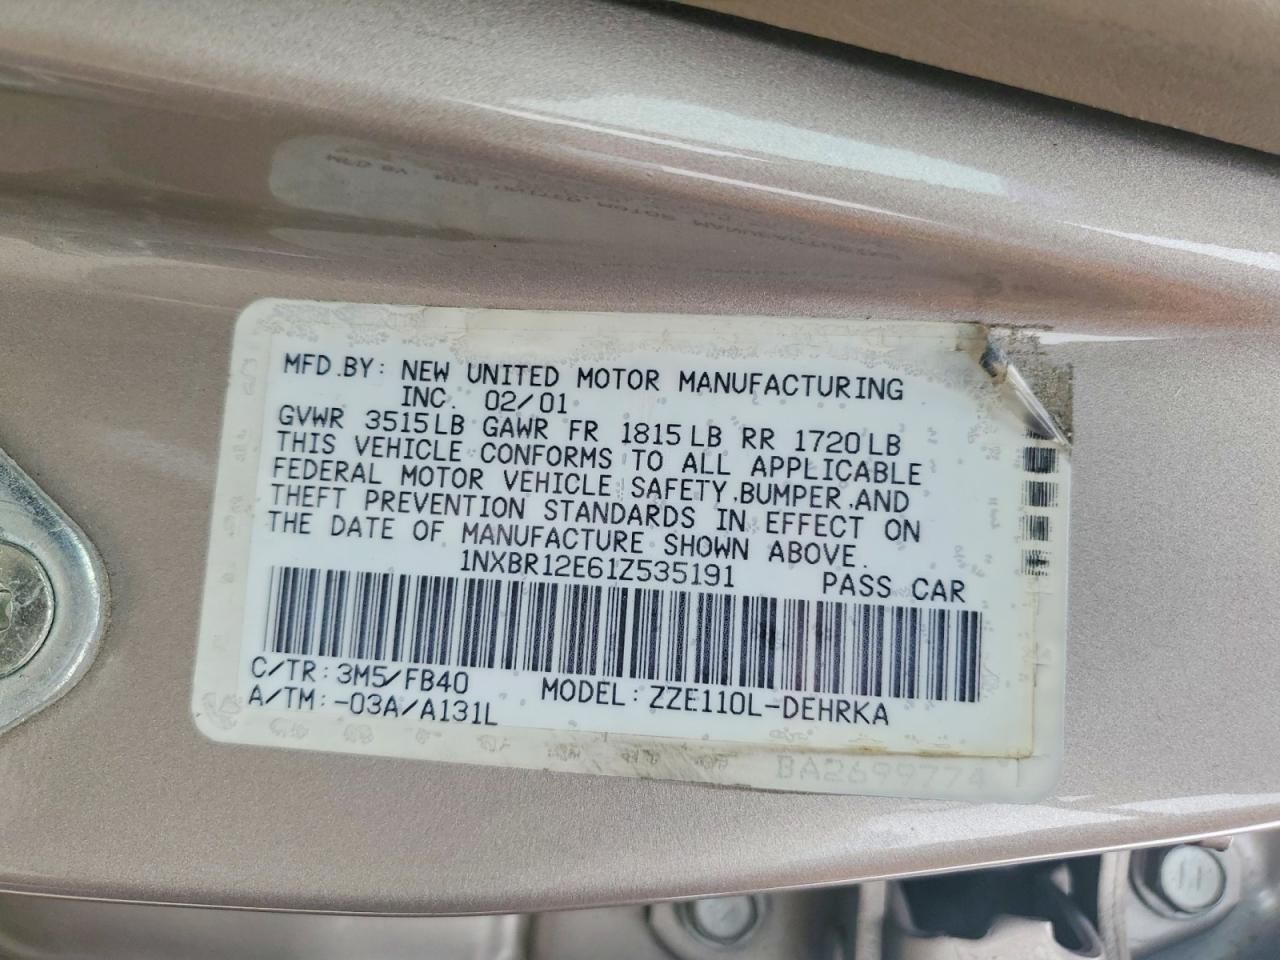 MFD.BY: NEW UNITED MOTOR MANUFACTURING
INC. 02/01
GVWR 3515LB GAWR FR 1815LB RR 1720LB
THIS VEHICLE CONFORMS TO ALL APPLICABLE
FEDERAL MOTOR VEHICLE SAFETY,BUMPER,AND
THEFT PREVENTION STANDARDS IN EFFECT ON
THE DATE OF MANUFACTURE SHOWN ABOVE.
1NXBR12E61Z535191 PASS CAR
C/TR:3M5/FB40 MODEL:ZZE110L-DEHRKA
A/TM:-03A/A131L
BA2699774